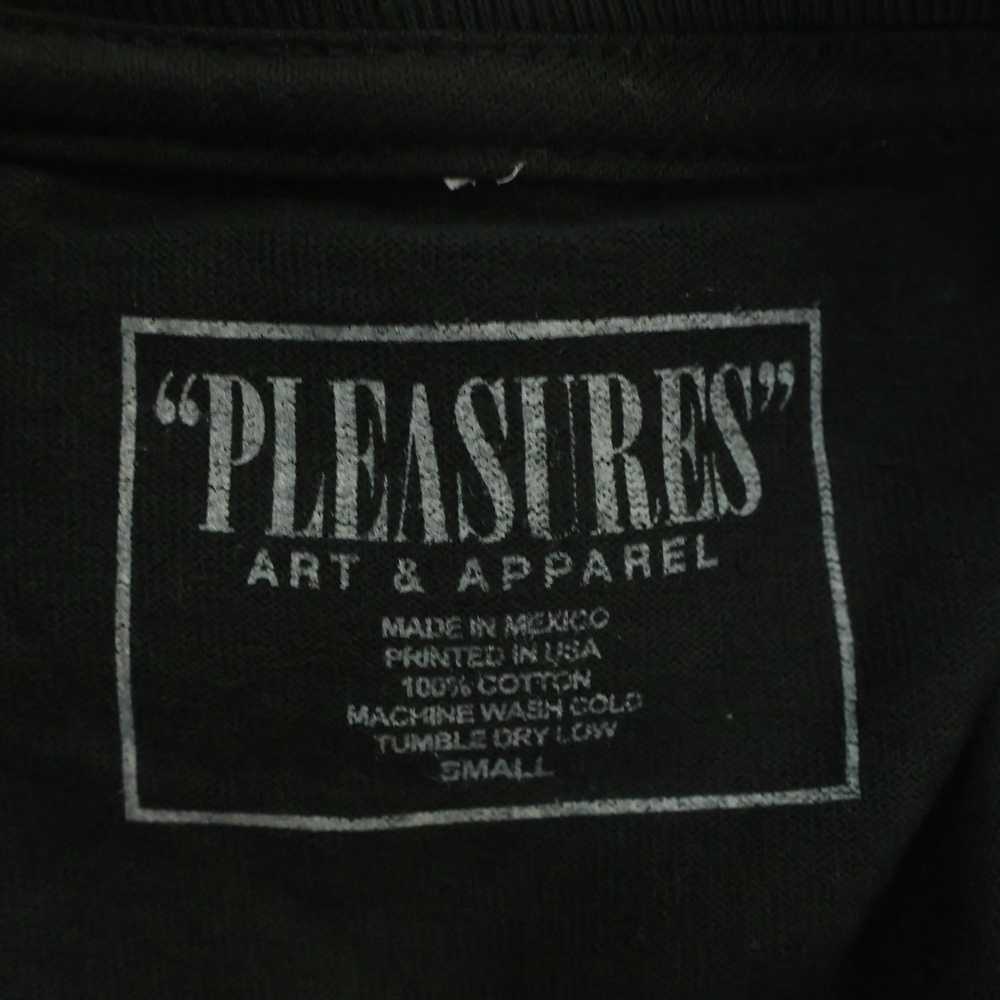 “PLEASURES”
ART & APPAREL
MADE IN MEXICO
PRINTED IN USA
100% COTTON
MACHINE WASH COLD
TUMBLE DRY LOW
SMALL